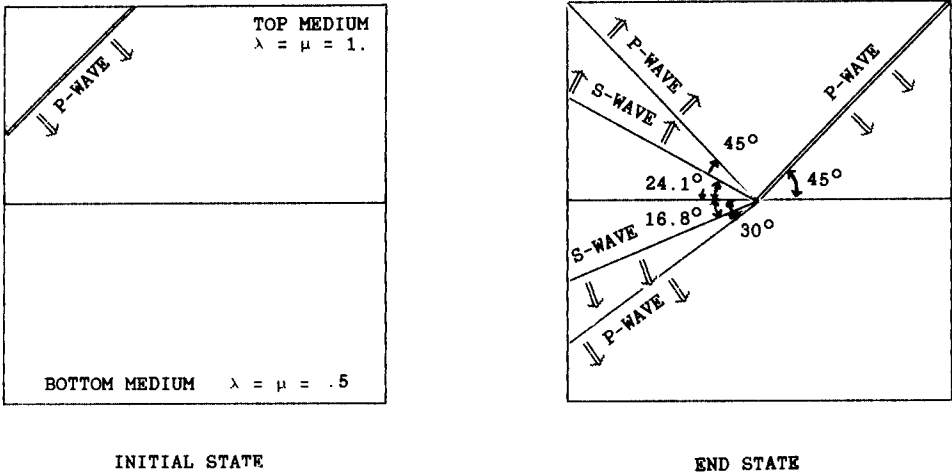 TOP MEDIUM
λ = μ = 1.
P-WAVE
BOTTOM MEDIUM λ = μ = .5
INITIAL STATE
P-WAVE
P-WAVE
S-WAVE
45°
24.1°
45°
16.8°
30°
S-WAVE
P-WAVE
END STATE